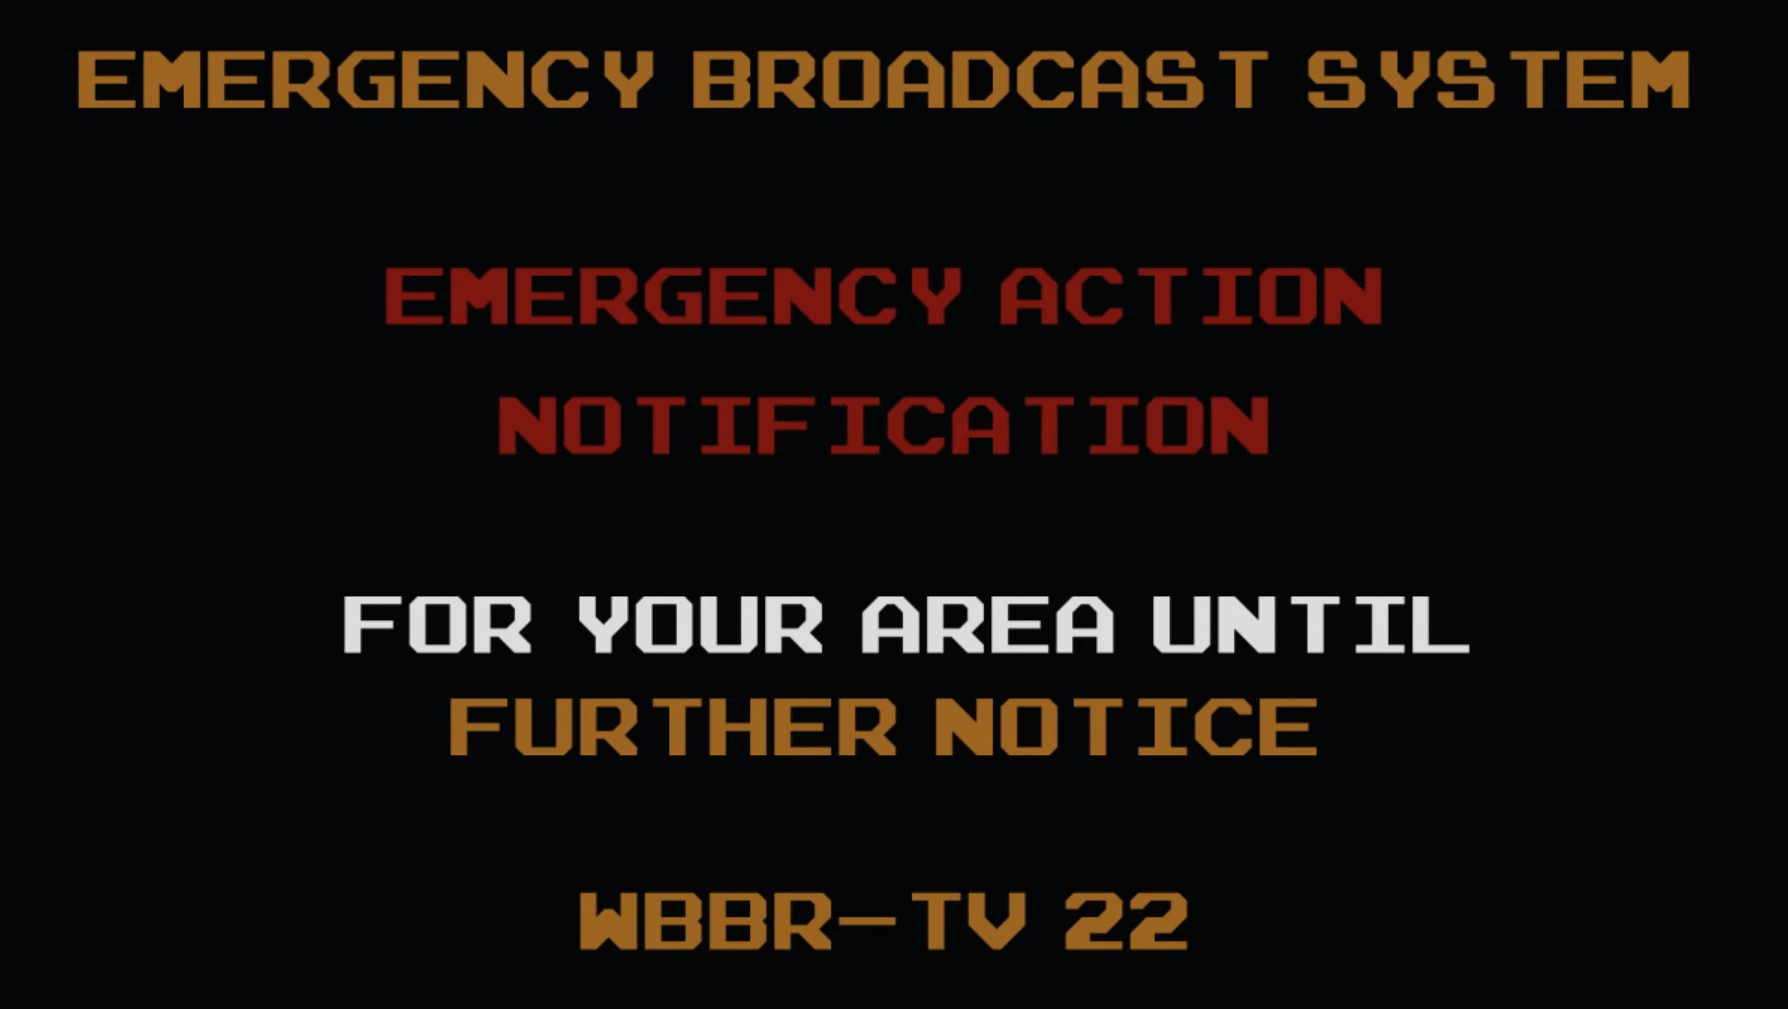 EMERGENCY BROADCAST SYSTEM
EMERGENCY ACTION
NOTIFICATION
FOR YOUR AREA UNTIL
FURTHER NOTICE
WBBR-TV 22